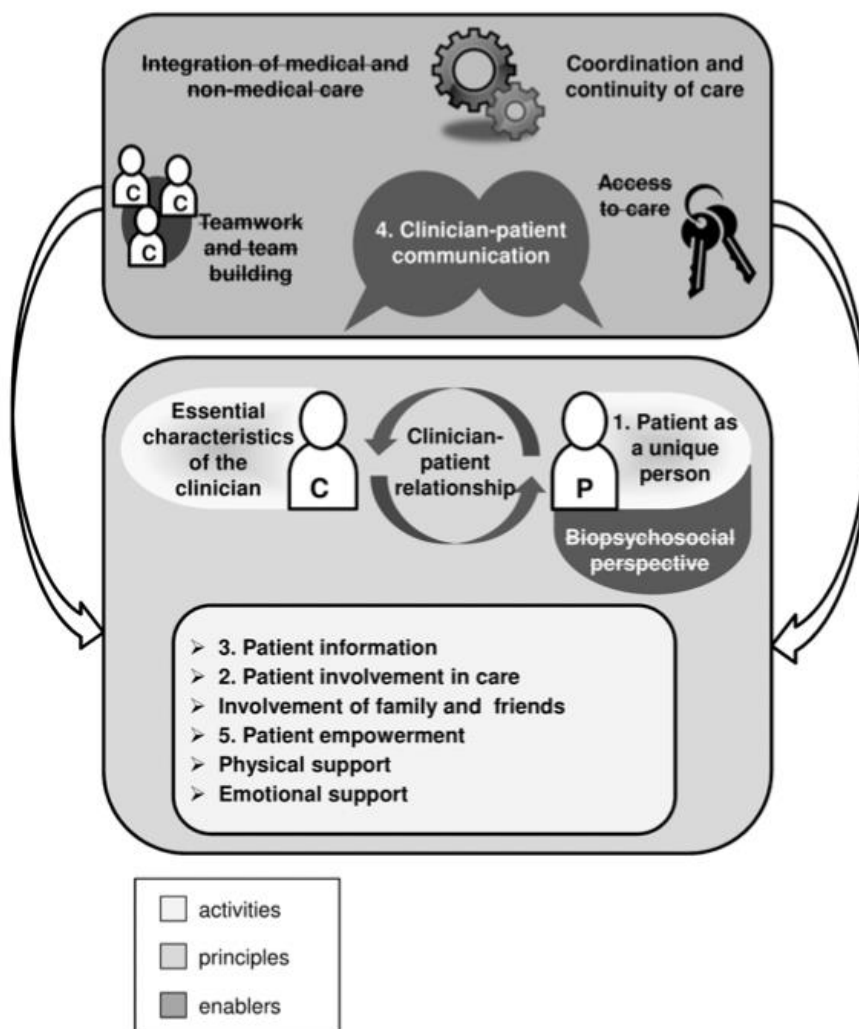 Integration of medical and
non-medical care
Coordination and
continuity of care
C
C
C
Teamwork
and team
building
4. Clinician-patient
communication
Access
to care
Essential
characteristics
of the
clinician
C
Clinician-
patient
relationship
P
1. Patient as
a unique
person
Biopsychosocial
perspective
➢ 3. Patient information
➢ 2. Patient involvement in care
➢ Involvement of family and friends
➢ 5. Patient empowerment
➢ Physical support
➢ Emotional support
activities
principles
enablers